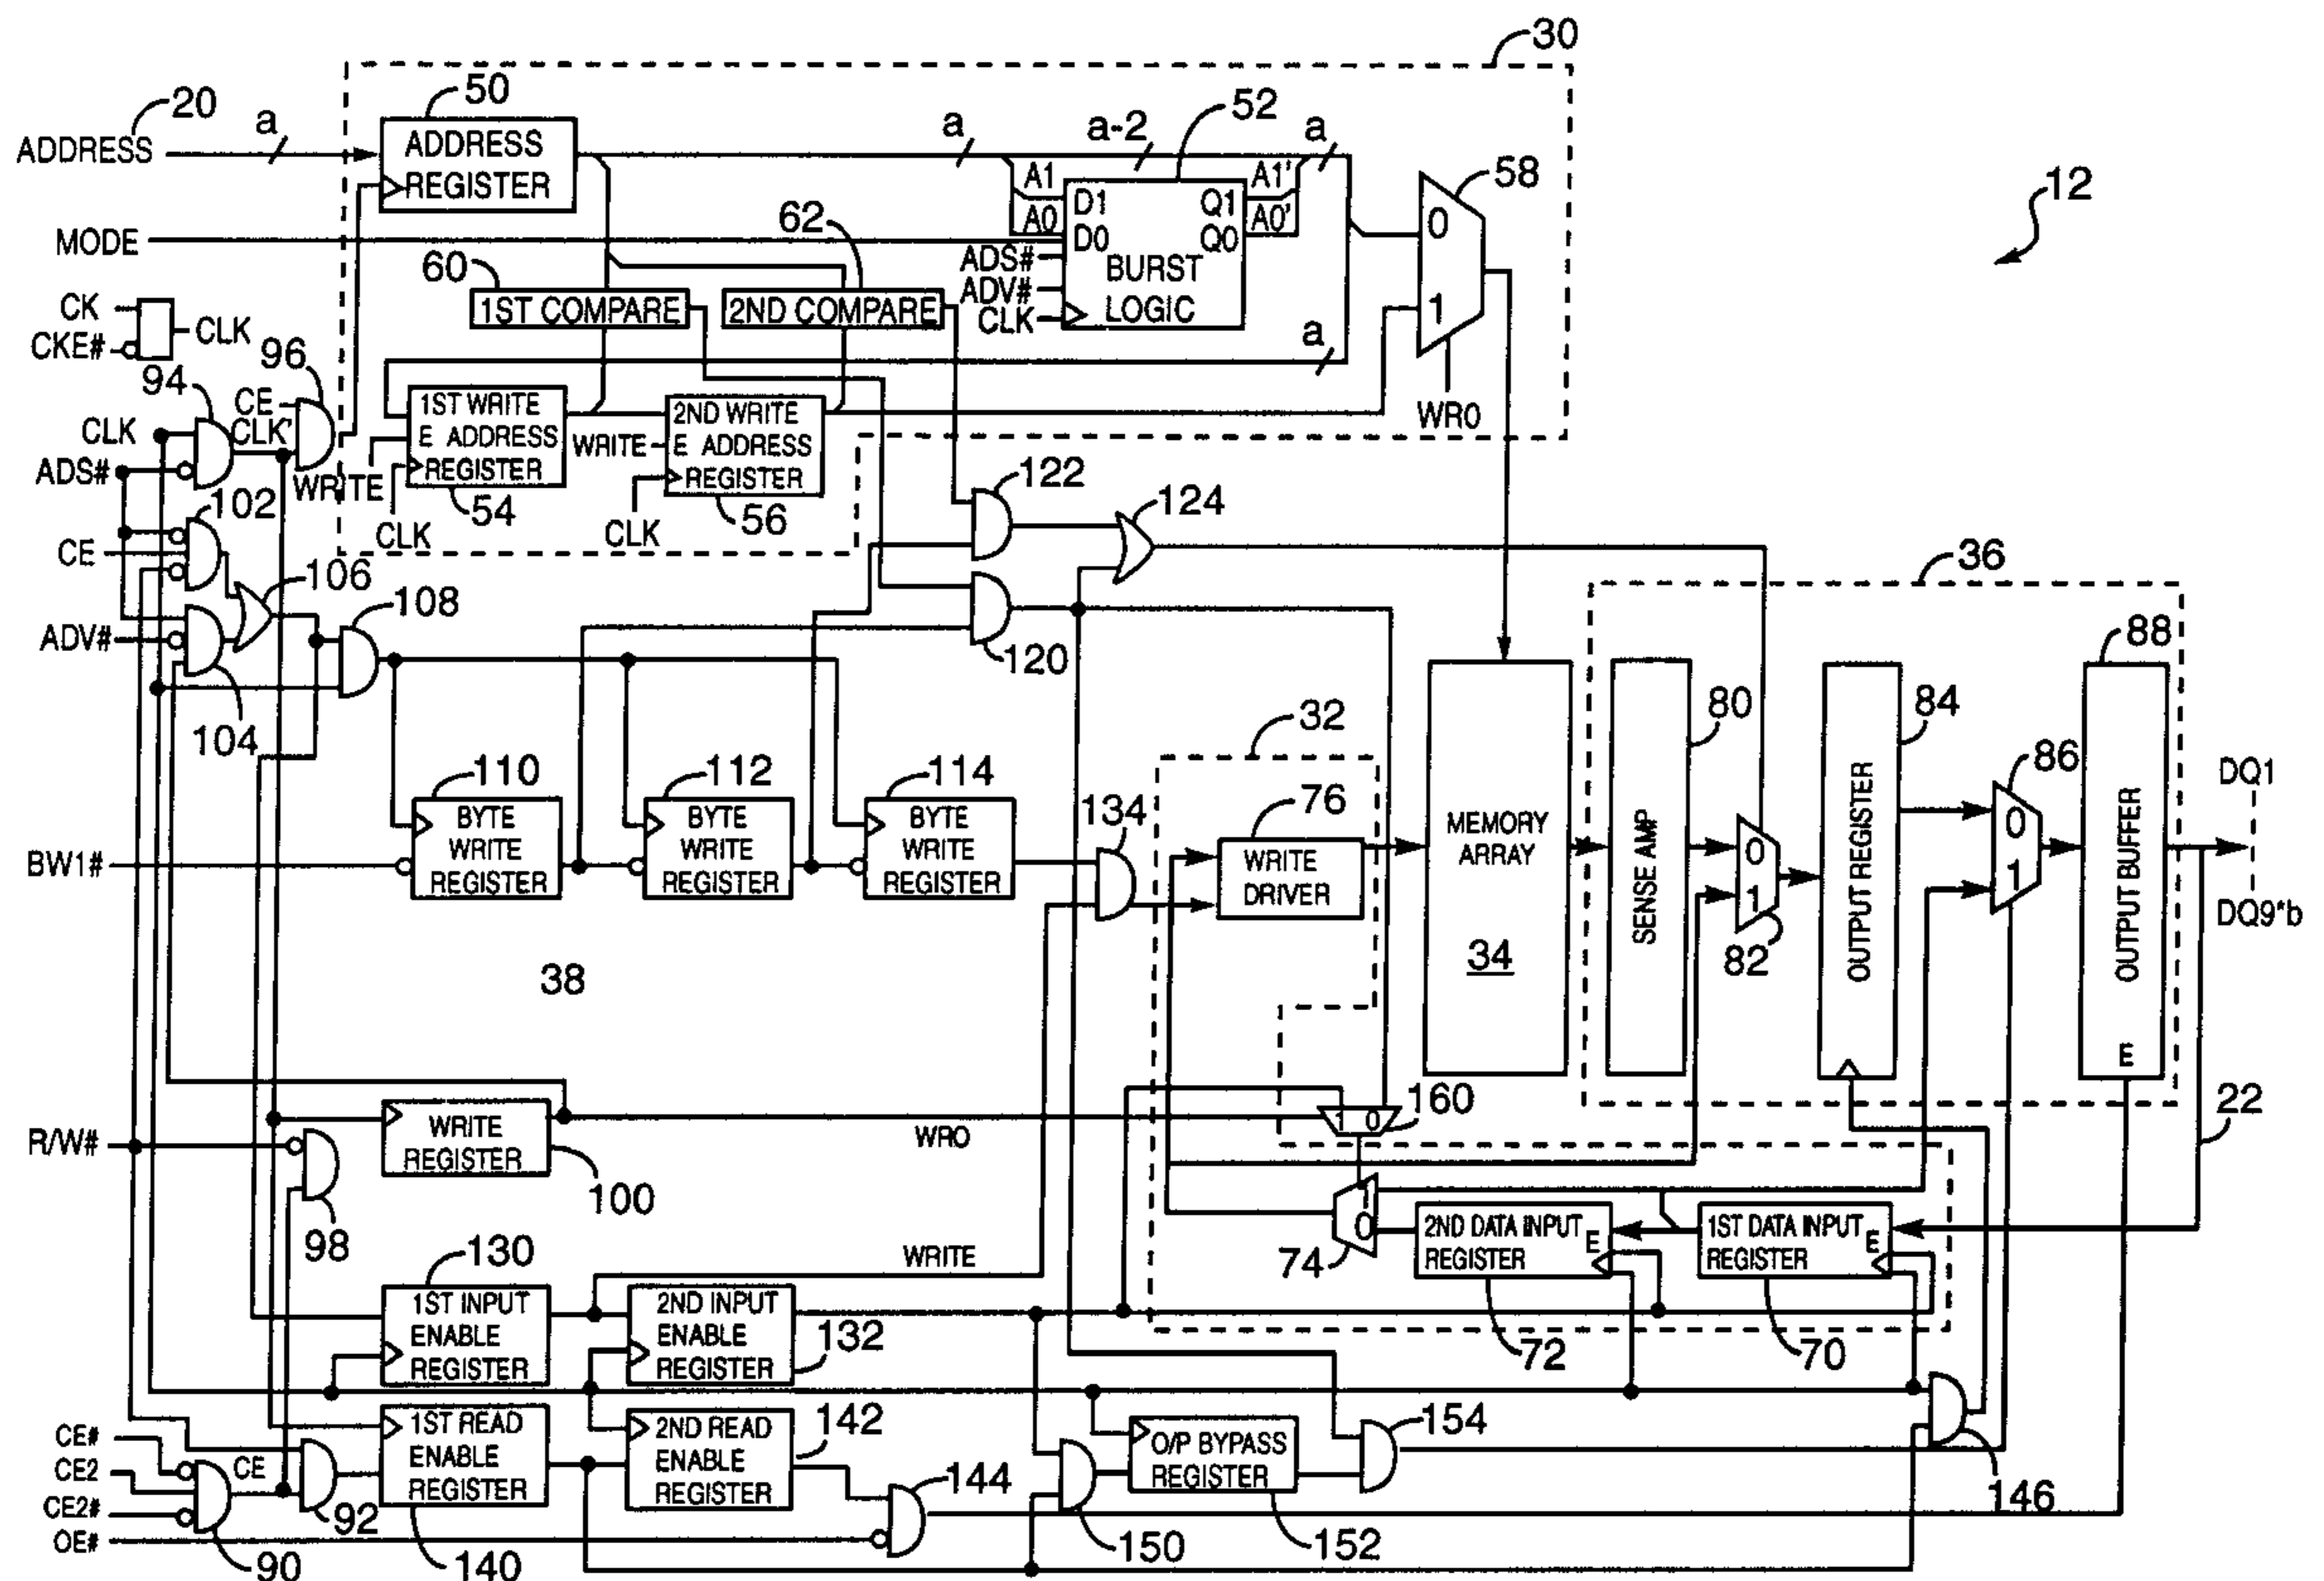 30
20
ADDRESS
a
50
ADDRESS
REGISTER
a
a-2
52
a
A1
A0
D1
D0
Q1
Q0
A1'
A0'
BURST
LOGIC
ADS#
ADV#
CLK
58
0
1
WR0
12
MODE
62
60
1ST COMPARE
2ND COMPARE
a
CK
CKE#
CLK
94
96
CE
CLK'
CLK
ADS#
WRITE
1ST WRITE
E ADDRESS
REGISTER
54
CLK
WRITE
2ND WRITE
E ADDRESS
REGISTER
56
CLK
102
CE
106
ADV#
104
108
122
124
120
36
110
BYTE
WRITE
REGISTER
112
BYTE
WRITE
REGISTER
114
BYTE
WRITE
REGISTER
BW1#
134
32
76
WRITE
DRIVER
MEMORY
ARRAY
34
SENSE AMP
80
0
1
82
OUTPUT REGISTER
84
86
0
1
OUTPUT BUFFER
E
88
DQ1
DQ9*b
38
R/W#
WRITE
REGISTER
100
98
WRO
1 0
160
22
1
0
74
2ND DATA INPUT
REGISTER
E
72
1ST DATA INPUT
REGISTER
E
70
WRITE
130
1ST INPUT
ENABLE
REGISTER
2ND INPUT
ENABLE
REGISTER
132
CE#
CE2
CE2#
OE#
CE
90
92
1ST READ
ENABLE
REGISTER
140
2ND READ
ENABLE
REGISTER
142
144
150
O/P BYPASS
REGISTER
152
154
146